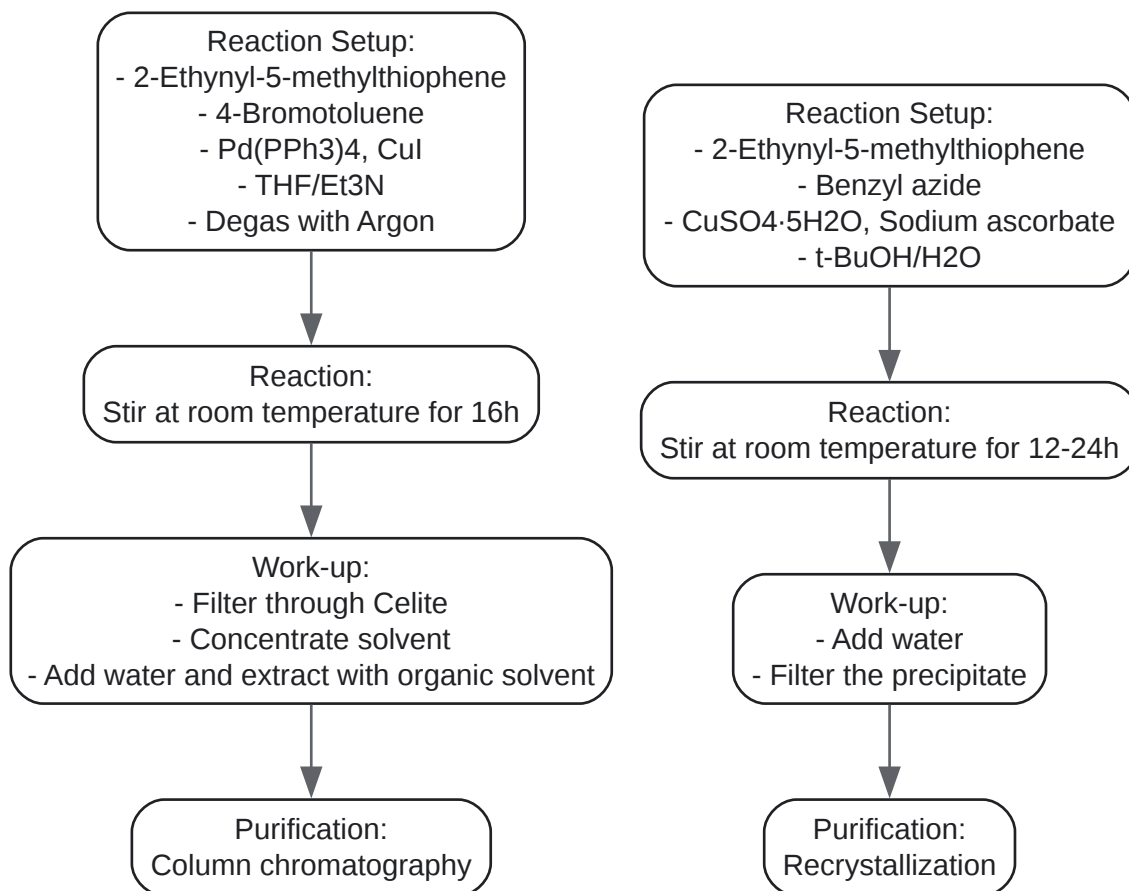 Reaction Setup:
- 2-Ethynyl-5-methylthiophene
- 4-Bromotoluene
- Pd(PPh3)4, CuI
- THF/Et3N
- Degas with Argon
Reaction:
Stir at room temperature for 16h
Work-up:
- Filter through Celite
- Concentrate solvent
- Add water and extract with organic solvent
Purification:
Column chromatography
Reaction Setup:
- 2-Ethynyl-5-methylthiophene
- Benzyl azide
- CuSO4·5H2O, Sodium ascorbate
- t-BuOH/H2O
Reaction:
Stir at room temperature for 12-24h
Work-up:
- Add water
- Filter the precipitate
Purification:
Recrystallization